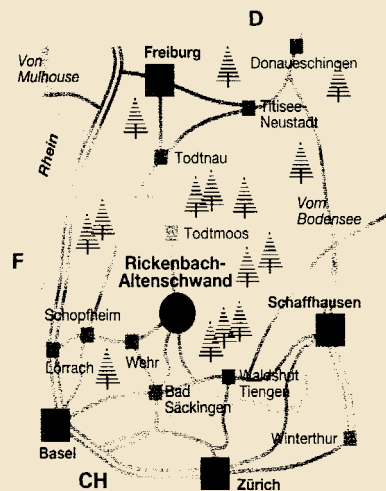 D
Von
Mulhouse
Freiburg
Donaueschingen
Titisee-
Neustadt
Rhein
Todtnau
Vom
Bodensee
Todtmoos
F
Rickenbach-
Altenschwand
Schaffhausen
Schopfheim
Lörrach
Wehr
Waldshut
Tiengen
Bad
Säckingen
Basel
Winterthur
CH
Zürich